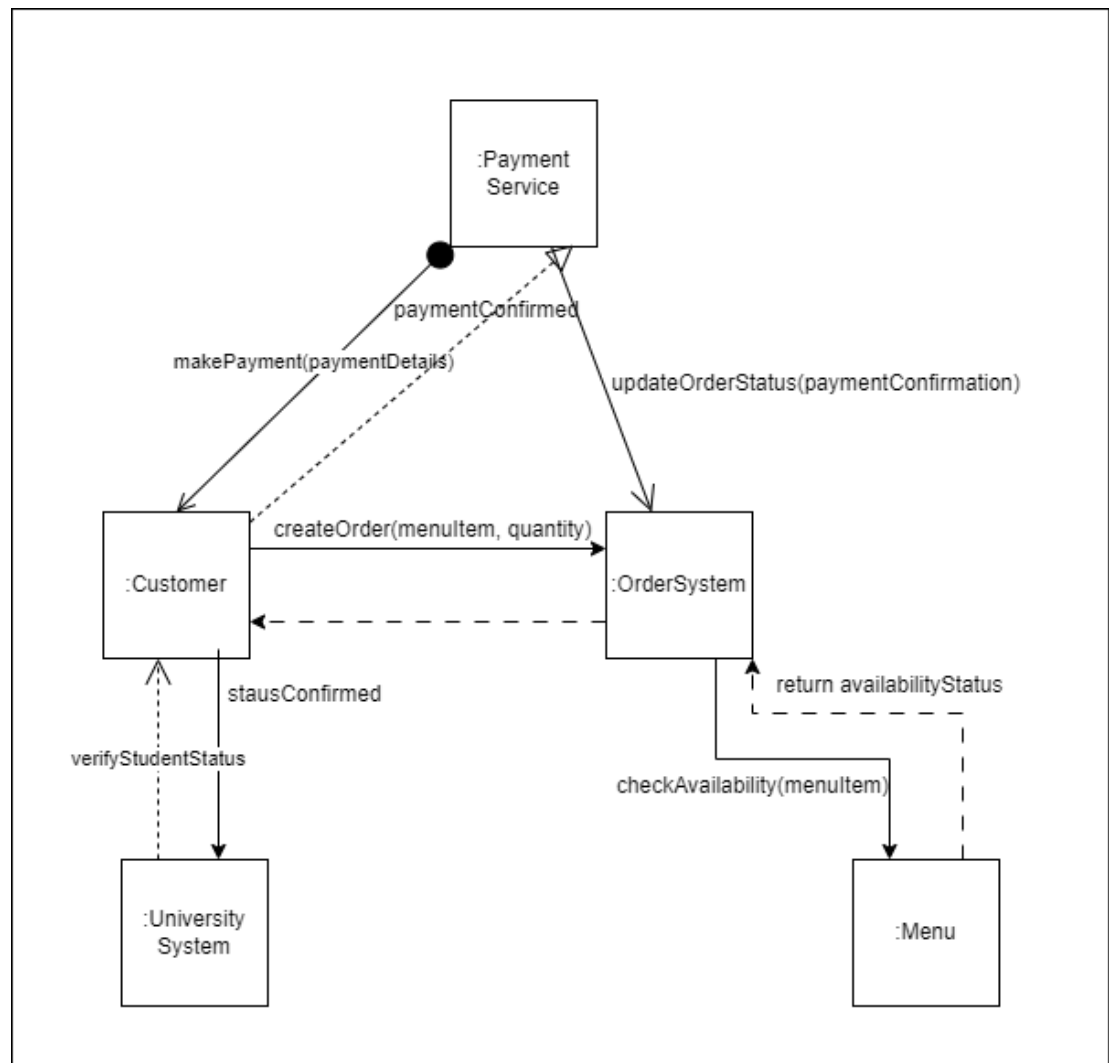 :Payment
Service
paymentConfirmed
makePayment(paymentDetails)
updateOrderStatus(paymentConfirmation)
createOrder(menuItem, quantity)
:Customer
:OrderSystem
return availabilityStatus
stausConfirmed
verifyStudentStatus
checkAvailability(menuItem)
:University
System
:Menu